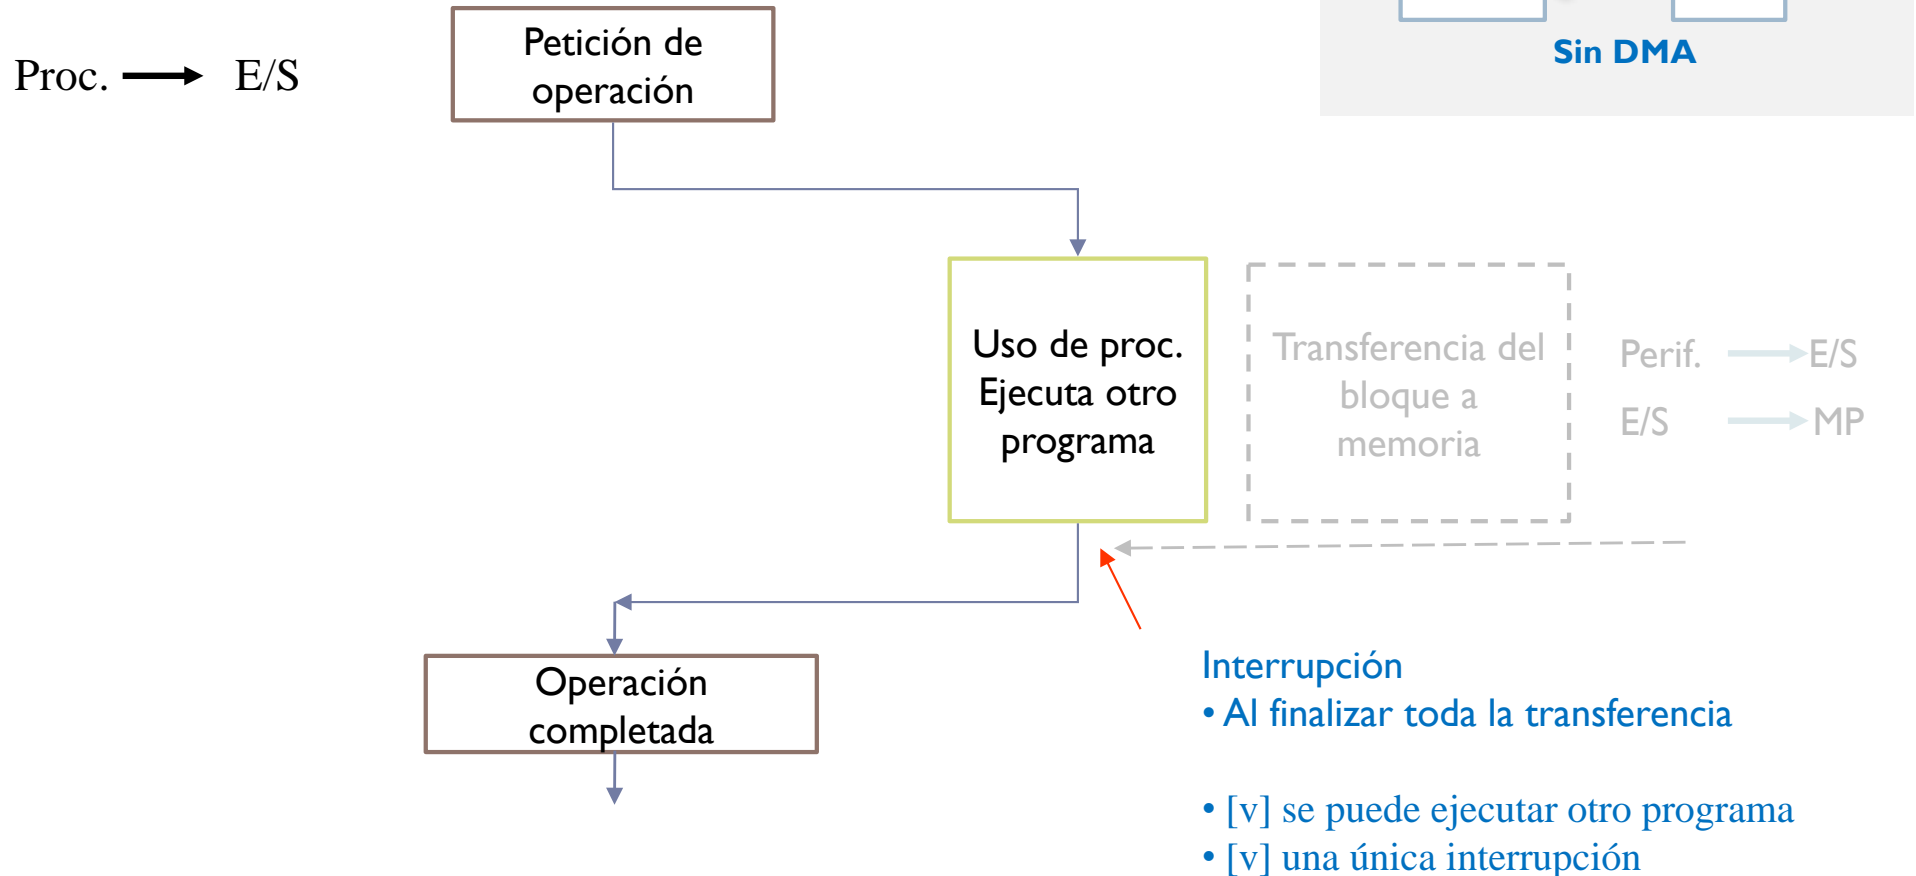 Sin DMA
Proc. E/S
Petición de
operación
Uso de proc.
Ejecuta otro
programa
Transferencia del
bloque a
memoria
Perif. E/S
E/S MP
Operación
completada
Interrupción
• Al finalizar toda la transferencia
• [v] se puede ejecutar otro programa
• [v] una única interrupción